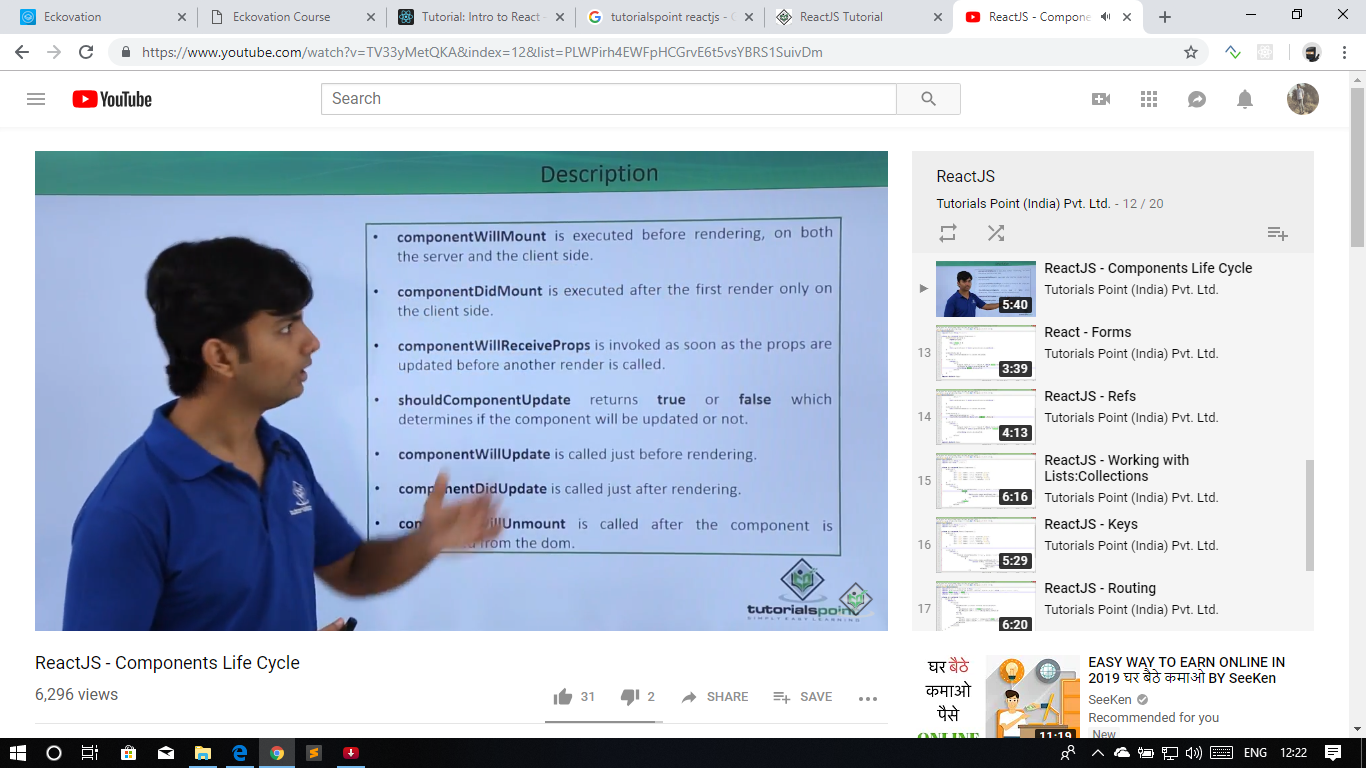 Eckovation
Eckovation Course
Tutorial: Intro to React
tutorialspoint reactjs -
ReactJS Tutorial
ReactJS - Compone
https://www.youtube.com/watch?v=TV33yMetQKA&index=12&list=PLWPirh4EWFpHCGrvE6t5vsYBRS1SuivDm
YouTube
Search
Description
• componentWillMount is executed before rendering, on both
the server and the client side.
• componentDidMount is executed after the first render only on
the client side.
• componentWillReceiveProps is invoked as soon as the props are
updated before another render is called.
• shouldComponentUpdate returns true or false which
determines if the component will be updated or not.
• componentWillUpdate is called just before rendering.
• componentDidUpdate is called just after rendering.
• illUnmount is called after the component is
from the dom.
tutorialspoint
SIMPLY EASY LEARNING
ReactJS - Components Life Cycle
6,296 views
31
2
SHARE
SAVE
ReactJS
Tutorials Point (India) Pvt. Ltd. - 12 / 20
ReactJS - Components Life Cycle
Tutorials Point (India) Pvt. Ltd.
5:40
13
React - Forms
Tutorials Point (India) Pvt. Ltd.
3:39
14
ReactJS - Refs
Tutorials Point (India) Pvt. Ltd.
4:13
15
ReactJS - Working with
Lists:Collections
Tutorials Point (India) Pvt. Ltd.
6:16
16
ReactJS - Keys
Tutorials Point (India) Pvt. Ltd.
5:29
17
ReactJS - Routing
Tutorials Point (India) Pvt. Ltd.
6:20
घर बैठे
कमाओ
पैसे
ONLINE
11:19
EASY WAY TO EARN ONLINE IN
2019 घर बैठे कमाओ BY SeeKen
SeeKen
Recommended for you
New
ENG
12:22